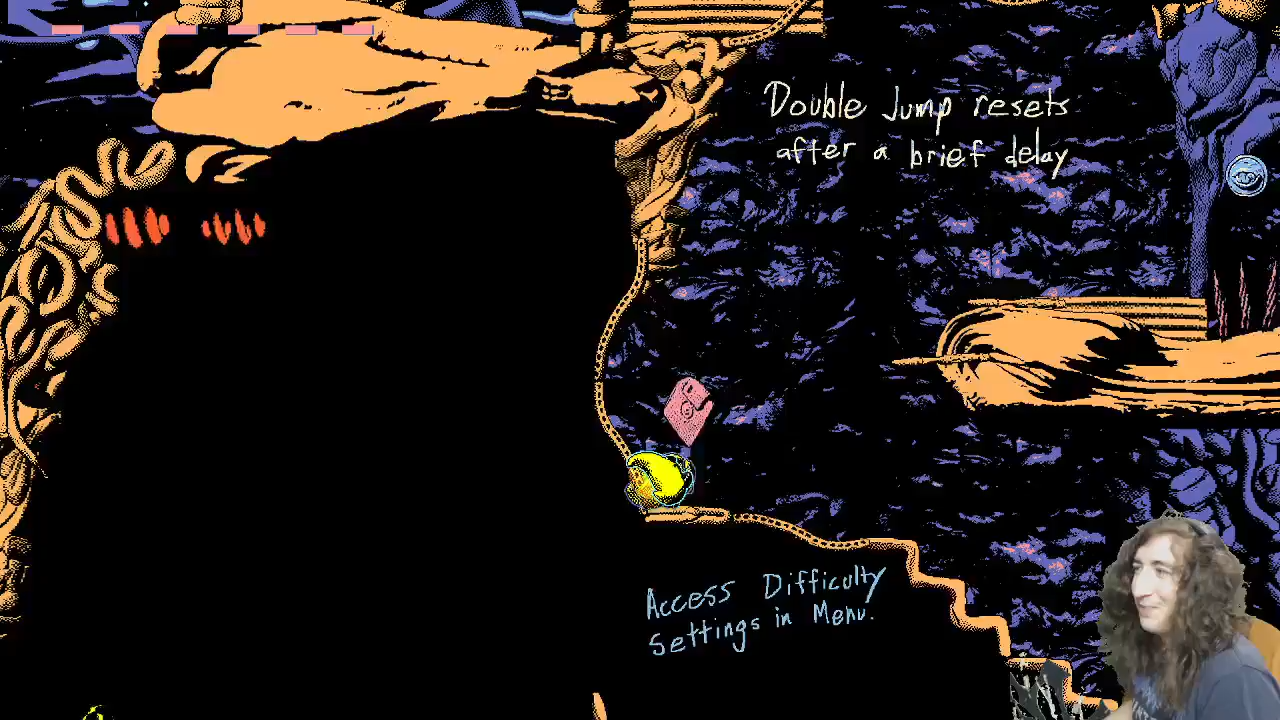 Double Jump resets
after a brief delay
Access Difficulty
Settings in Menu.